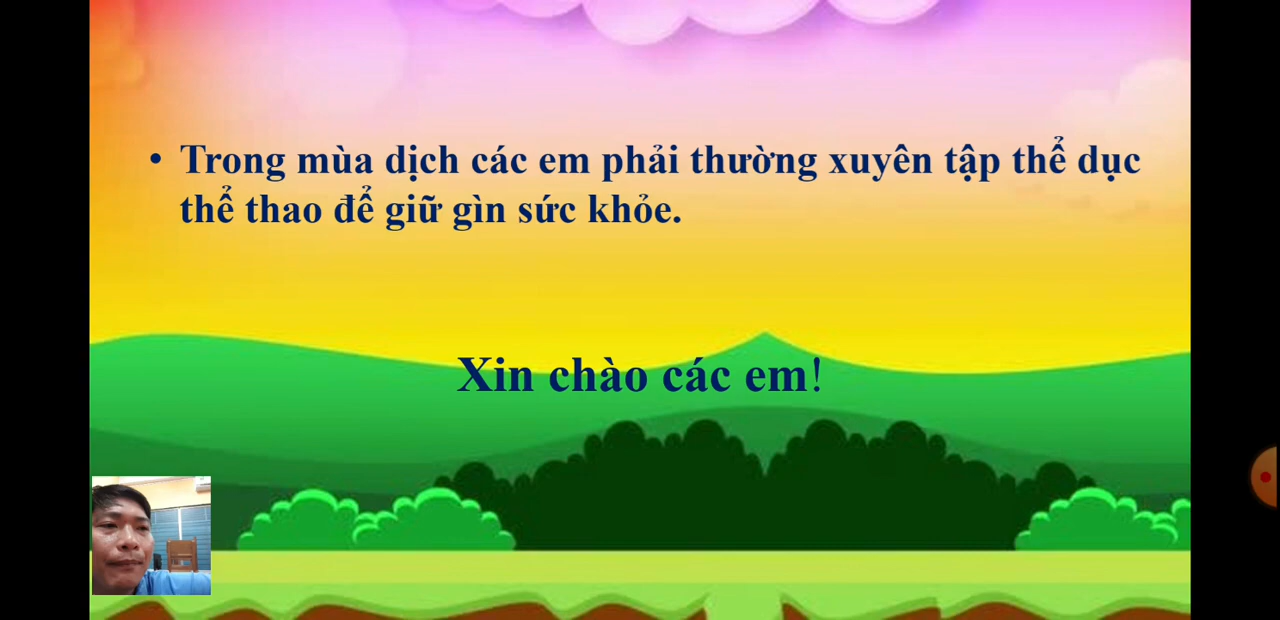 • Trong mùa dịch các em phải thường xuyên tập thể dục
thể thao để giữ gìn sức khỏe.
Xin chào các em!